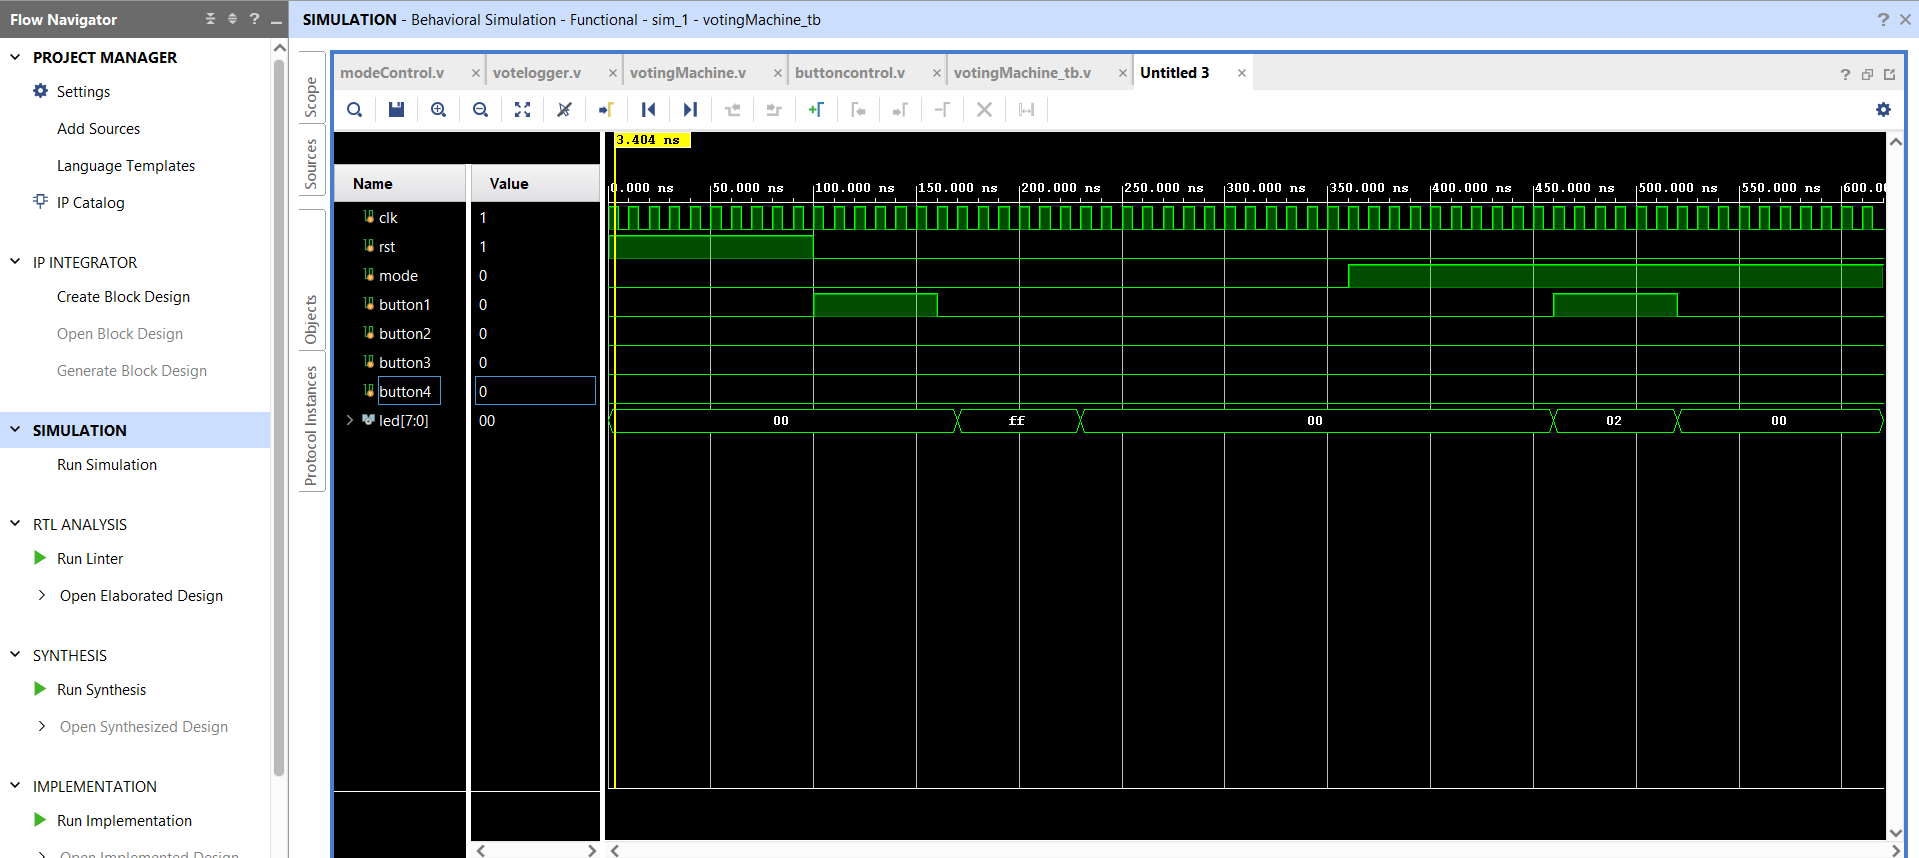 Flow Navigator
PROJECT MANAGER
Settings
Add Sources
Language Templates
IP Catalog
IP INTEGRATOR
Create Block Design
Open Block Design
Generate Block Design
SIMULATION
Run Simulation
RTL ANALYSIS
Run Linter
Open Elaborated Design
SYNTHESIS
Run Synthesis
Open Synthesized Design
IMPLEMENTATION
Run Implementation
Open Implemented Design
SIMULATION - Behavioral Simulation - Functional - sim_1 - votingMachine_tb
Scope
Sources
Objects
Protocol Instances
modeControl.v votelogger.v votingMachine.v buttoncontrol.v votingMachine_tb.v Untitled 3
3.404 ns
Name Value 0.000 ns 50.000 ns 100.000 ns 150.000 ns 200.000 ns 250.000 ns 300.000 ns 350.000 ns 400.000 ns 450.000 ns 500.000 ns 550.000 ns 600.0
clk 1
rst 1
mode 0
button1 0
button2 0
button3 0
button4 0
led[7:0] 00 00 ff 00 02 00